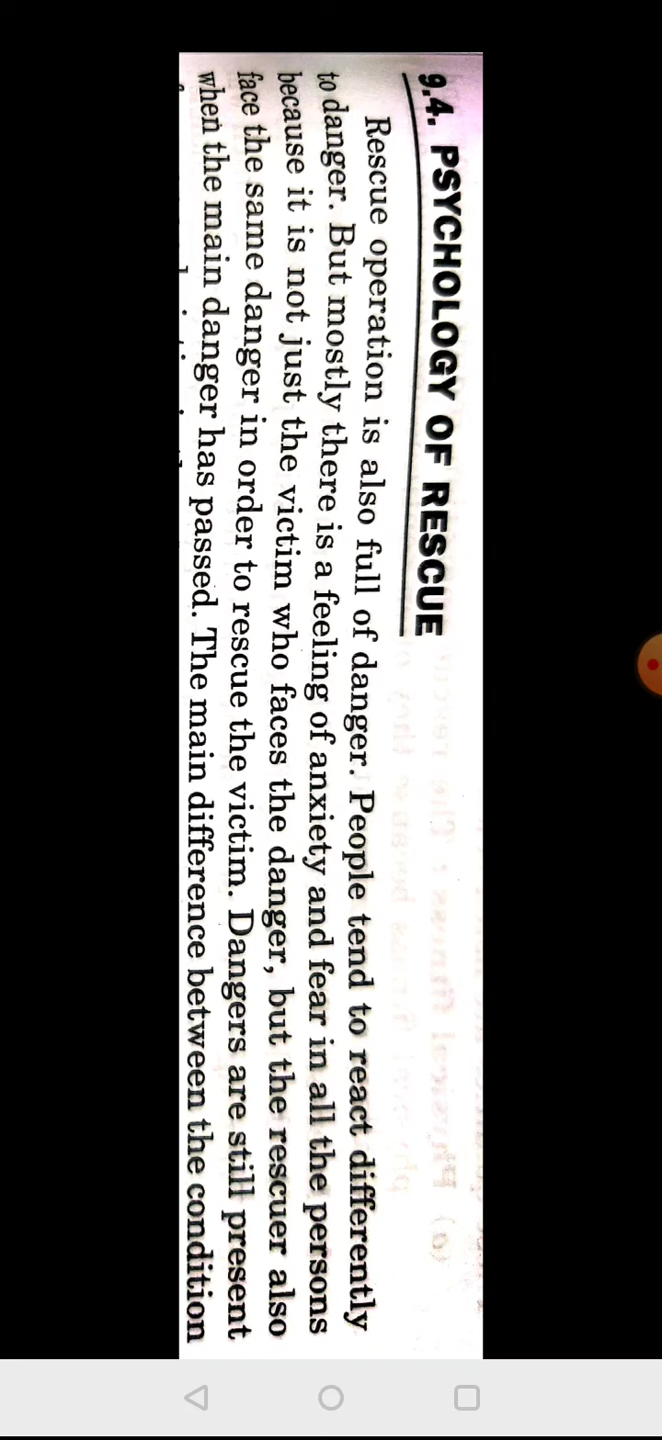 9.4. PSYCHOLOGY OF RESCUE
Rescue operation is also full of danger. People tend to react differently
to danger. But mostly there is a feeling of anxiety and fear in all the persons
because it is not just the victim who faces the danger, but the rescuer also
face the same danger in order to rescue the victim. Dangers are still present
when the main danger has passed. The main difference between the condition